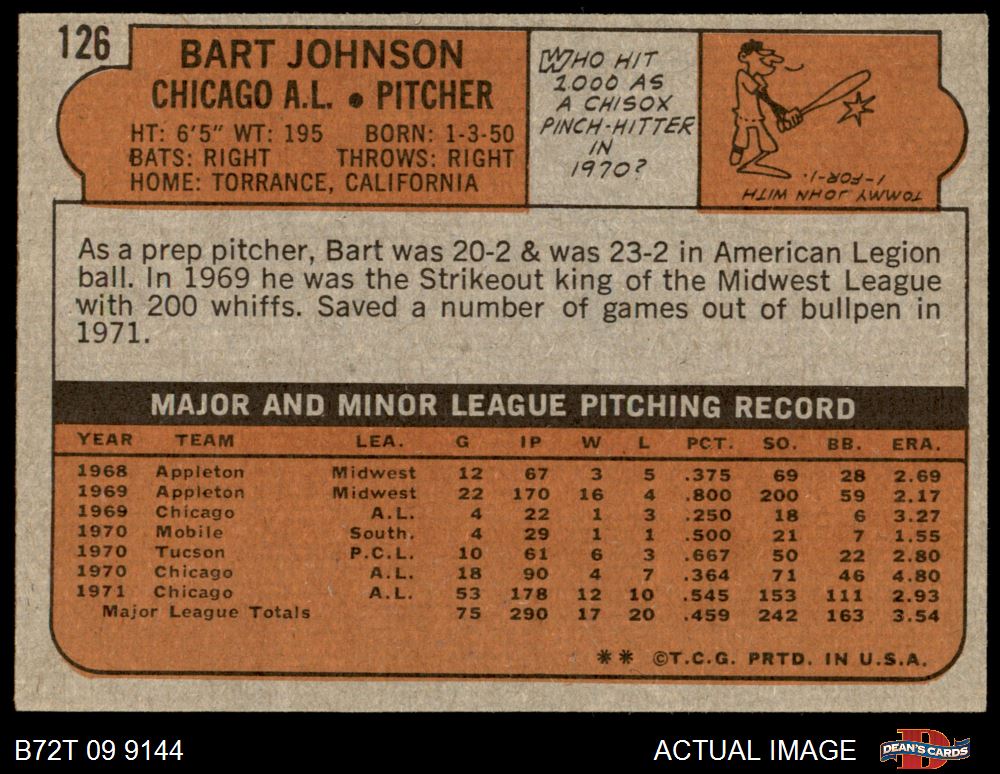 126
BART JOHNSON
CHICAGO A.L. • PITCHER
HT: 6'5" WT: 195 BORN: 1-3-50
BATS: RIGHT THROWS: RIGHT
HOME: TORRANCE, CALIFORNIA
WHO HIT
1.000 AS
A CHISOX
PINCH-HITTER
IN
1970?
TOMMY JOHN WITH
1-FOR-1.
As a prep pitcher, Bart was 20-2 & was 23-2 in American Legion
ball. In 1969 he was the Strikeout king of the Midwest League
with 200 whiffs. Saved a number of games out of bullpen in
1971.
MAJOR AND MINOR LEAGUE PITCHING RECORD
YEAR TEAM LEA. G IP W L PCT. SO. BB. ERA.
1968 Appleton Midwest 12 67 3 5 .375 69 28 2.69
1969 Appleton Midwest 22 170 16 4 .800 200 59 2.17
1969 Chicago A.L. 4 22 1 3 .250 18 6 3.27
1970 Mobile South. 4 29 1 1 .500 21 7 1.55
1970 Tucson P.C.L. 10 61 6 3 .667 50 22 2.80
1970 Chicago A.L. 18 90 4 7 .364 71 46 4.80
1971 Chicago A.L. 53 178 12 10 .545 153 111 2.93
Major League Totals 75 290 17 20 .459 242 163 3.54
** ©T.C.G. PRTD. IN U.S.A.
B72T 09 9144
ACTUAL IMAGE
DEAN'S CARDS